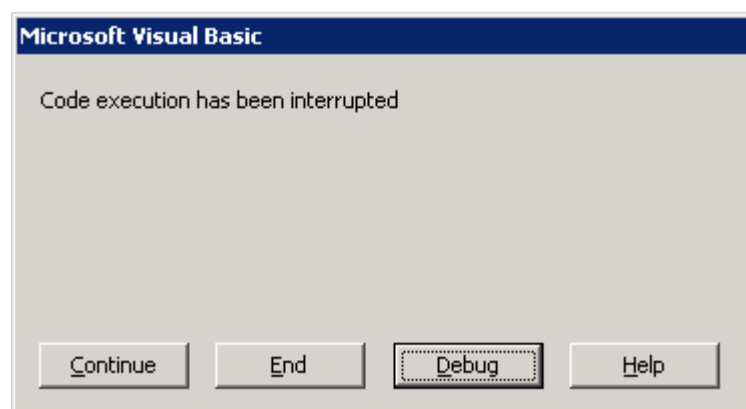 Microsoft Visual Basic
Code execution has been interrupted
Continue End Debug Help